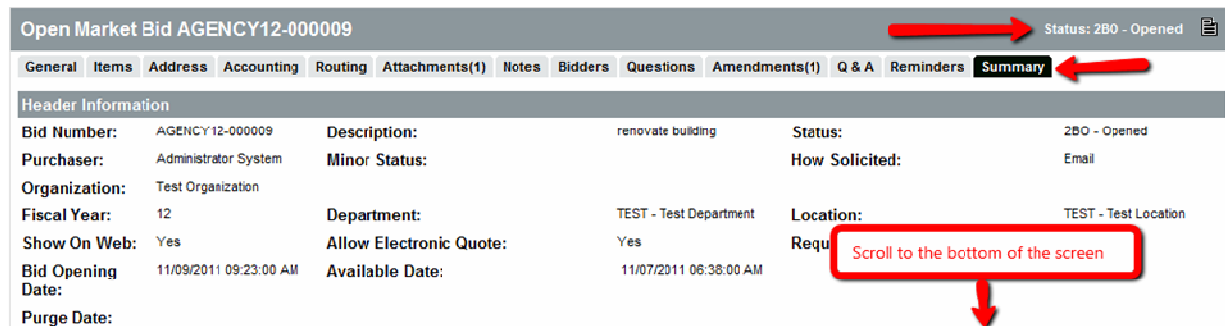 Open Market Bid AGENCY12-000009 Status: 2BO - Opened
General Items Address Accounting Routing Attachments(1) Notes Bidders Questions Amendments(1) Q & A Reminders Summary
Header Information
Bid Number: AGENCY12-000009 Description: renovate building Status: 2BO - Opened
Purchaser: Administrator System Minor Status: How Solicited: Email
Organization: Test Organization
Fiscal Year: 12 Department: TEST - Test Department Location: TEST - Test Location
Show On Web: Yes Allow Electronic Quote: Yes
Scroll to the bottom of the screen
Bid Opening Date: 11/09/2011 09:23:00 AM Available Date: 11/07/2011 06:38:00 AM
Purge Date: